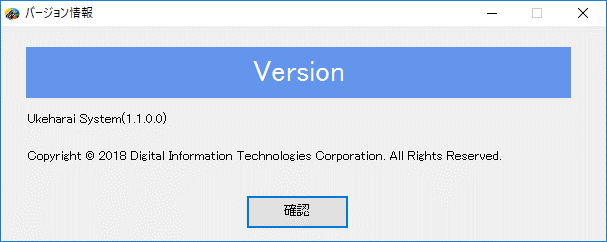 バージョン情報
Version
Ukeharai System(1.1.0.0)
Copyright © 2018 Digital Information Technologies Corporation. All Rights Reserved.
確認